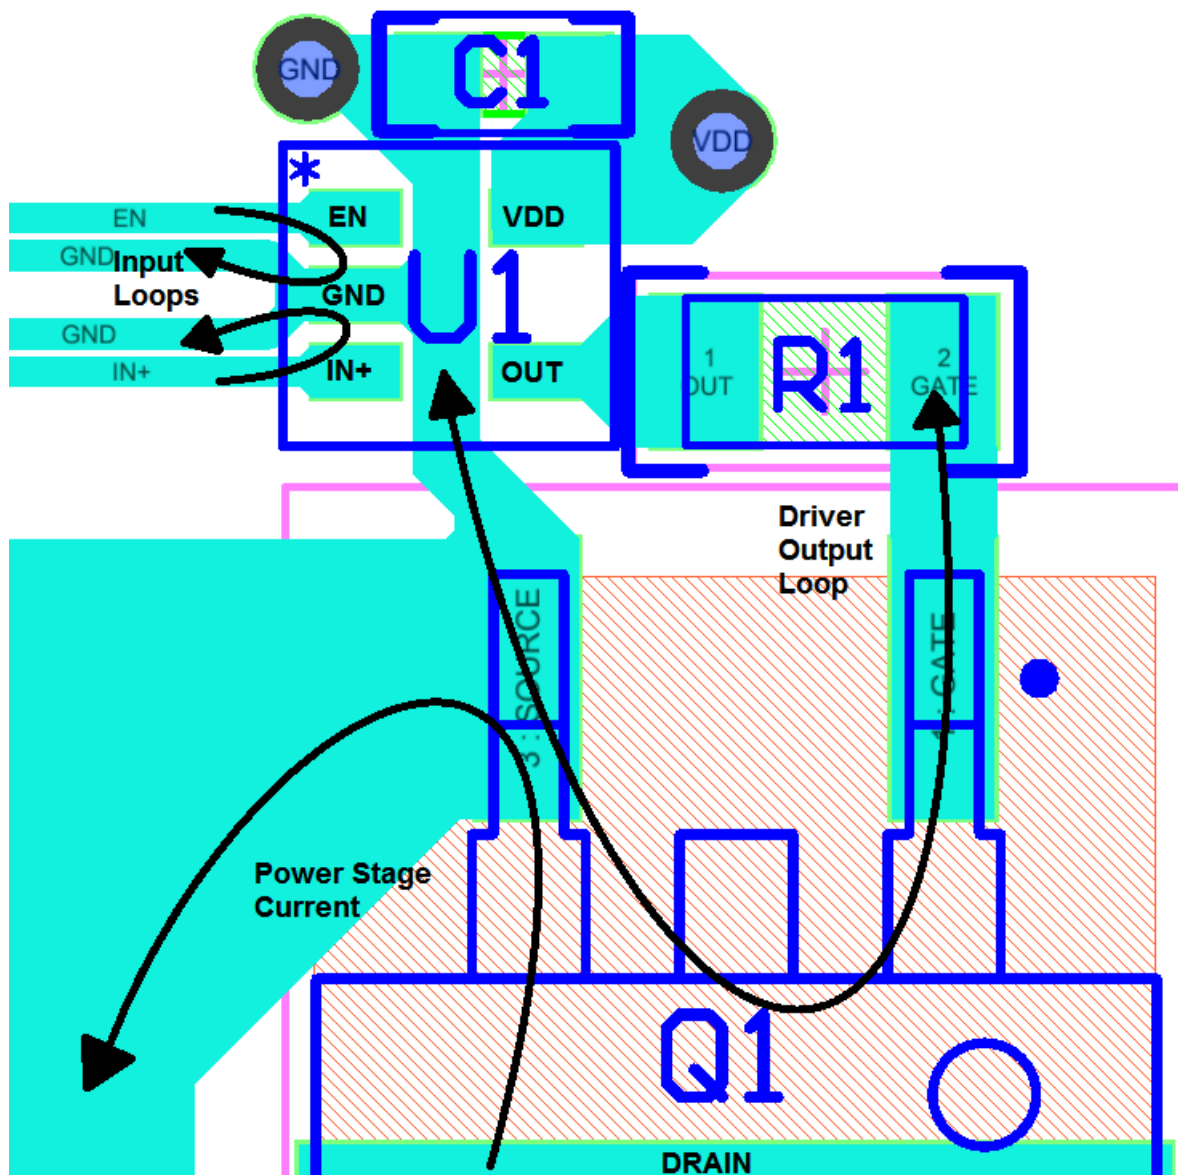 C1
GND
VDD
*
EN
EN
VDD
GND
Input
Loops
GND
U1
GND
IN+
IN+
OUT
1
OUT
R1
2
GATE
Driver
Output
Loop
3 : SOURCE
1 : GATE
Power Stage
Current
Q1
DRAIN